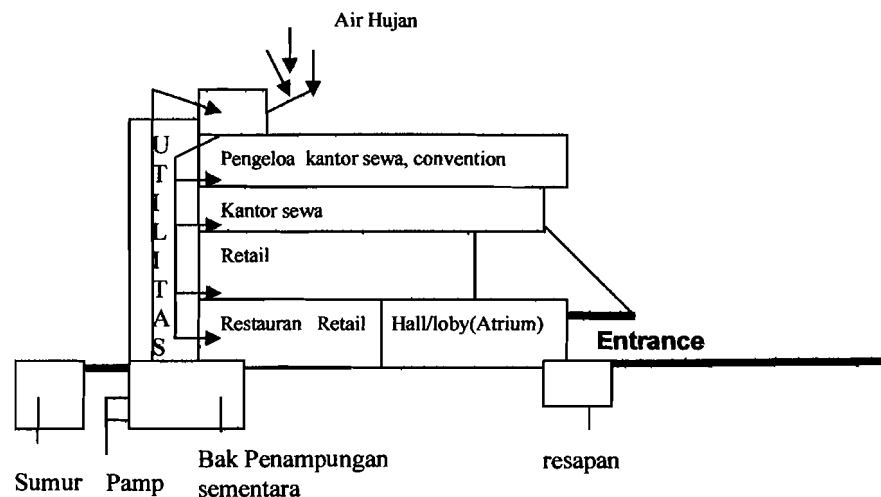 Air Hujan
UTILITAS
Pengeloa kantor sewa, convention
Kantor sewa
Retail
Restauran Retail
Hall/loby(Atrium)
Entrance
Sumur
Pamp
Bak Penampungan
sementara
resapan